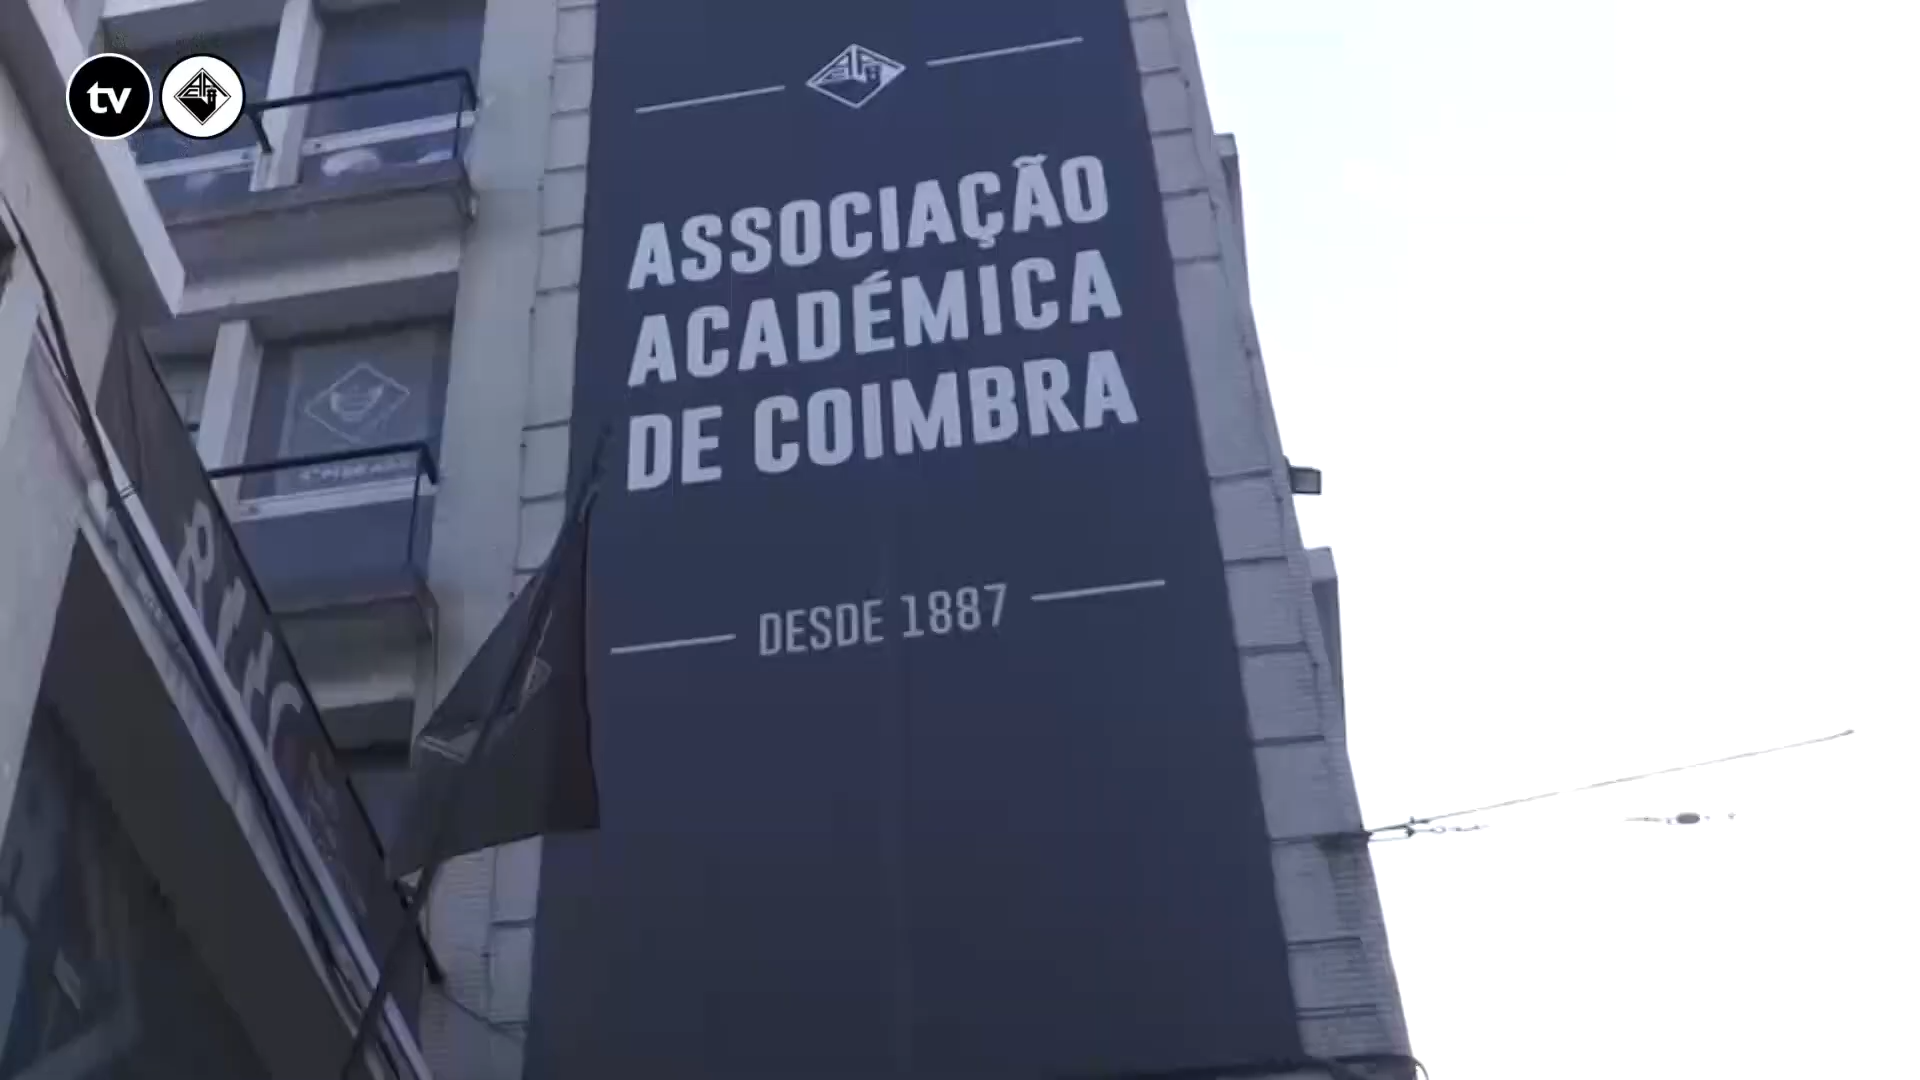 tv
ASSOCIAÇÃO
ACADÉMICA
DE COIMBRA
DESDE 1887